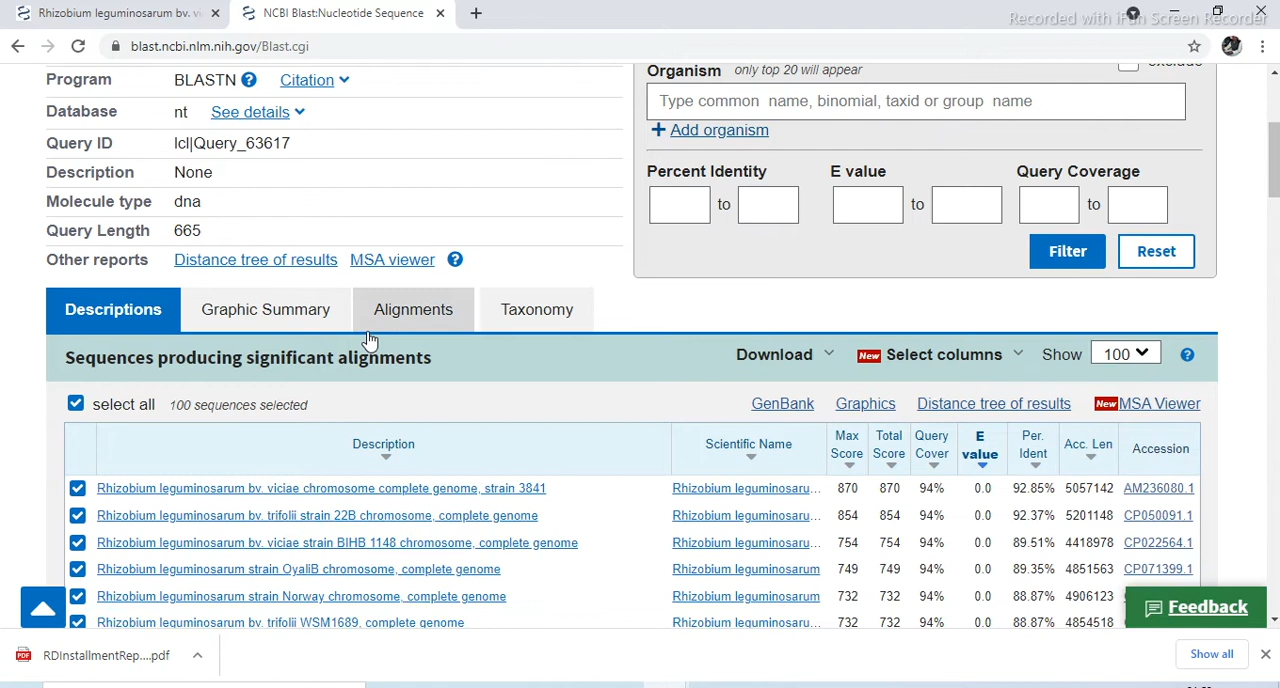 Rhizobium leguminosarum bv. vi
NCBI Blast:Nucleotide Sequence
Recorded with iFun Screen Recorder
blast.ncbi.nlm.nih.gov/Blast.cgi
Program BLASTN Citation
Database nt See details
Query ID lcl|Query_63617
Description None
Molecule type dna
Query Length 665
Other reports Distance tree of results MSA viewer
Organism only top 20 will appear exclude
Type common name, binomial, taxid or group name
Add organism
Percent Identity E value Query Coverage
to to to
Filter Reset
Descriptions Graphic Summary Alignments Taxonomy
Sequences producing significant alignments Download New Select columns Show 100
select all 100 sequences selected GenBank Graphics Distance tree of results New MSA Viewer
Description Scientific Name Max Score Total Score Query Cover E value Per. Ident Acc. Len Accession
Rhizobium leguminosarum bv. viciae chromosome complete genome, strain 3841 Rhizobium leguminosaru... 870 870 94% 0.0 92.85% 5057142 AM236080.1
Rhizobium leguminosarum bv. trifolii strain 22B chromosome, complete genome Rhizobium leguminosaru... 854 854 94% 0.0 92.37% 5201148 CP050091.1
Rhizobium leguminosarum bv. viciae strain BIHB 1148 chromosome, complete genome Rhizobium leguminosaru... 754 754 94% 0.0 89.51% 4418978 CP022564.1
Rhizobium leguminosarum strain OyaliB chromosome, complete genome Rhizobium leguminosarum 749 749 94% 0.0 89.35% 4851563 CP071399.1
Rhizobium leguminosarum strain Norway chromosome, complete genome Rhizobium leguminosarum 732 732 94% 0.0 88.87% 4906123
Rhizobium leguminosarum bv. trifolii WSM1689, complete genome Rhizobium leguminosaru... 732 732 94% 0.0 88.87% 4854518
Feedback
RDInstallmentRep....pdf
Show all